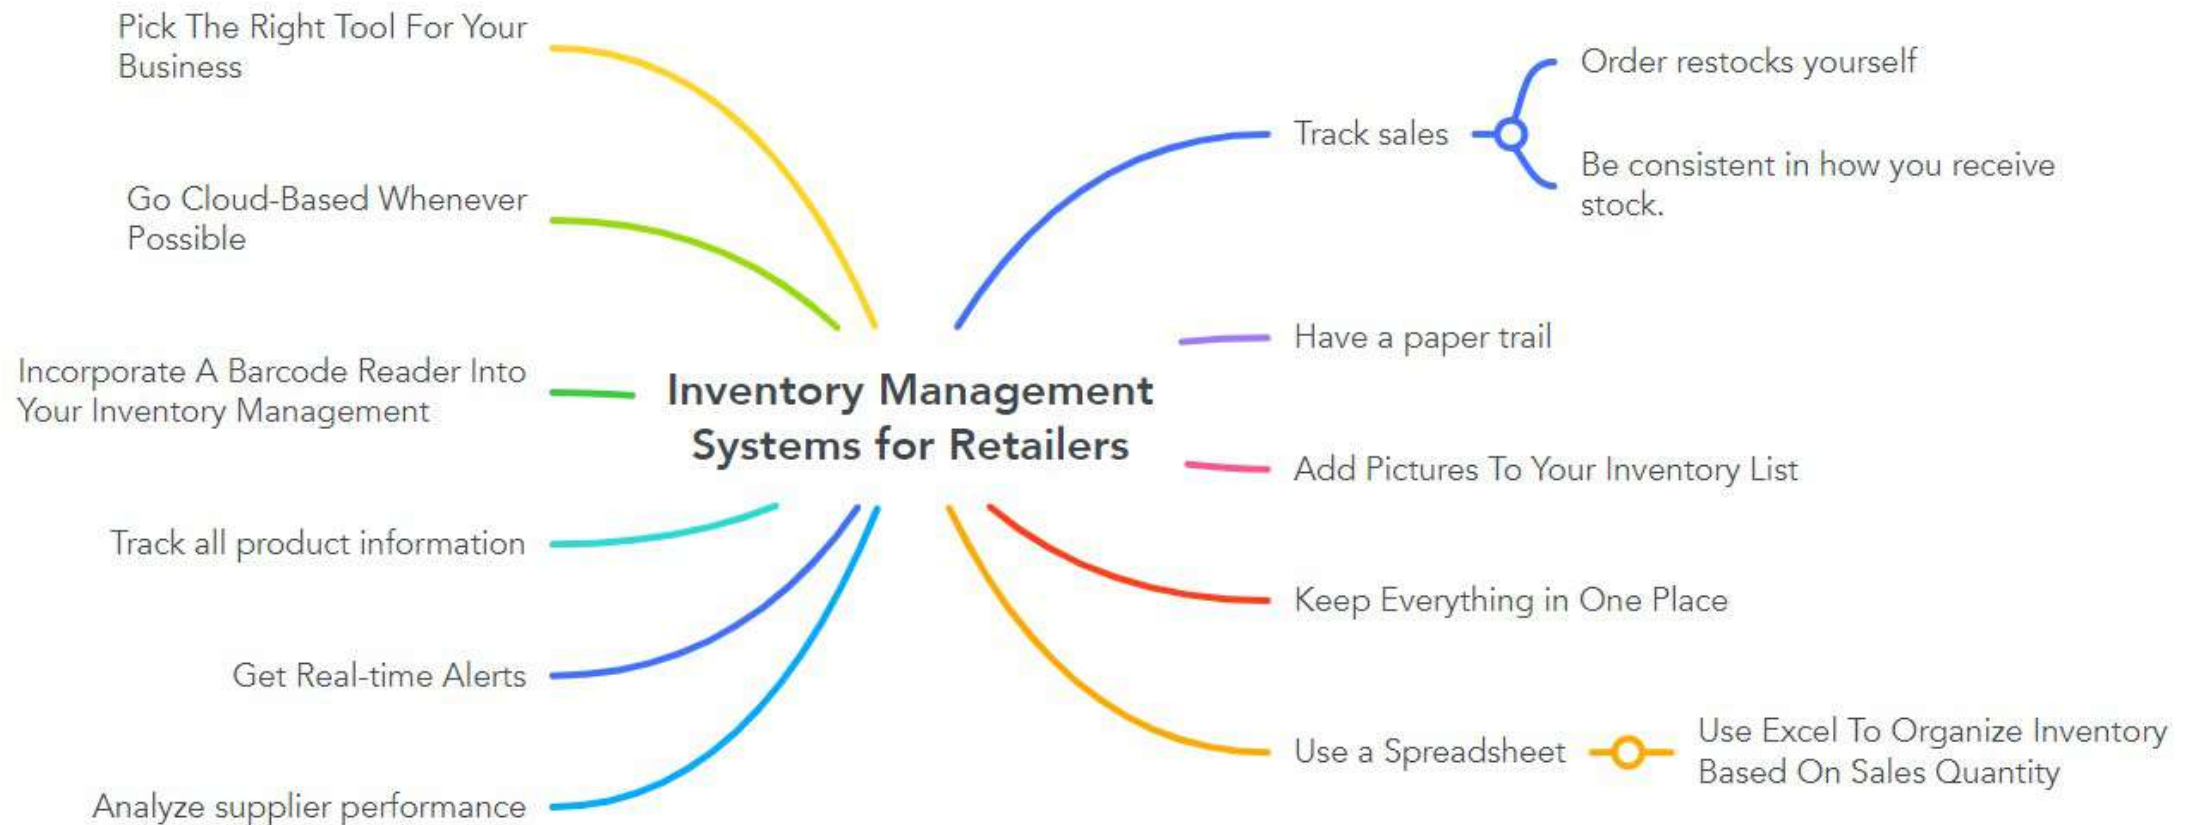 Pick The Right Tool For Your
Business
Go Cloud-Based Whenever
Possible
Incorporate A Barcode Reader Into
Your Inventory Management
Track all product information
Get Real-time Alerts
Analyze supplier performance
Inventory Management
Systems for Retailers
Track sales
Order restocks yourself
Be consistent in how you receive
stock.
Have a paper trail
Add Pictures To Your Inventory List
Keep Everything in One Place
Use a Spreadsheet
Use Excel To Organize Inventory
Based On Sales Quantity